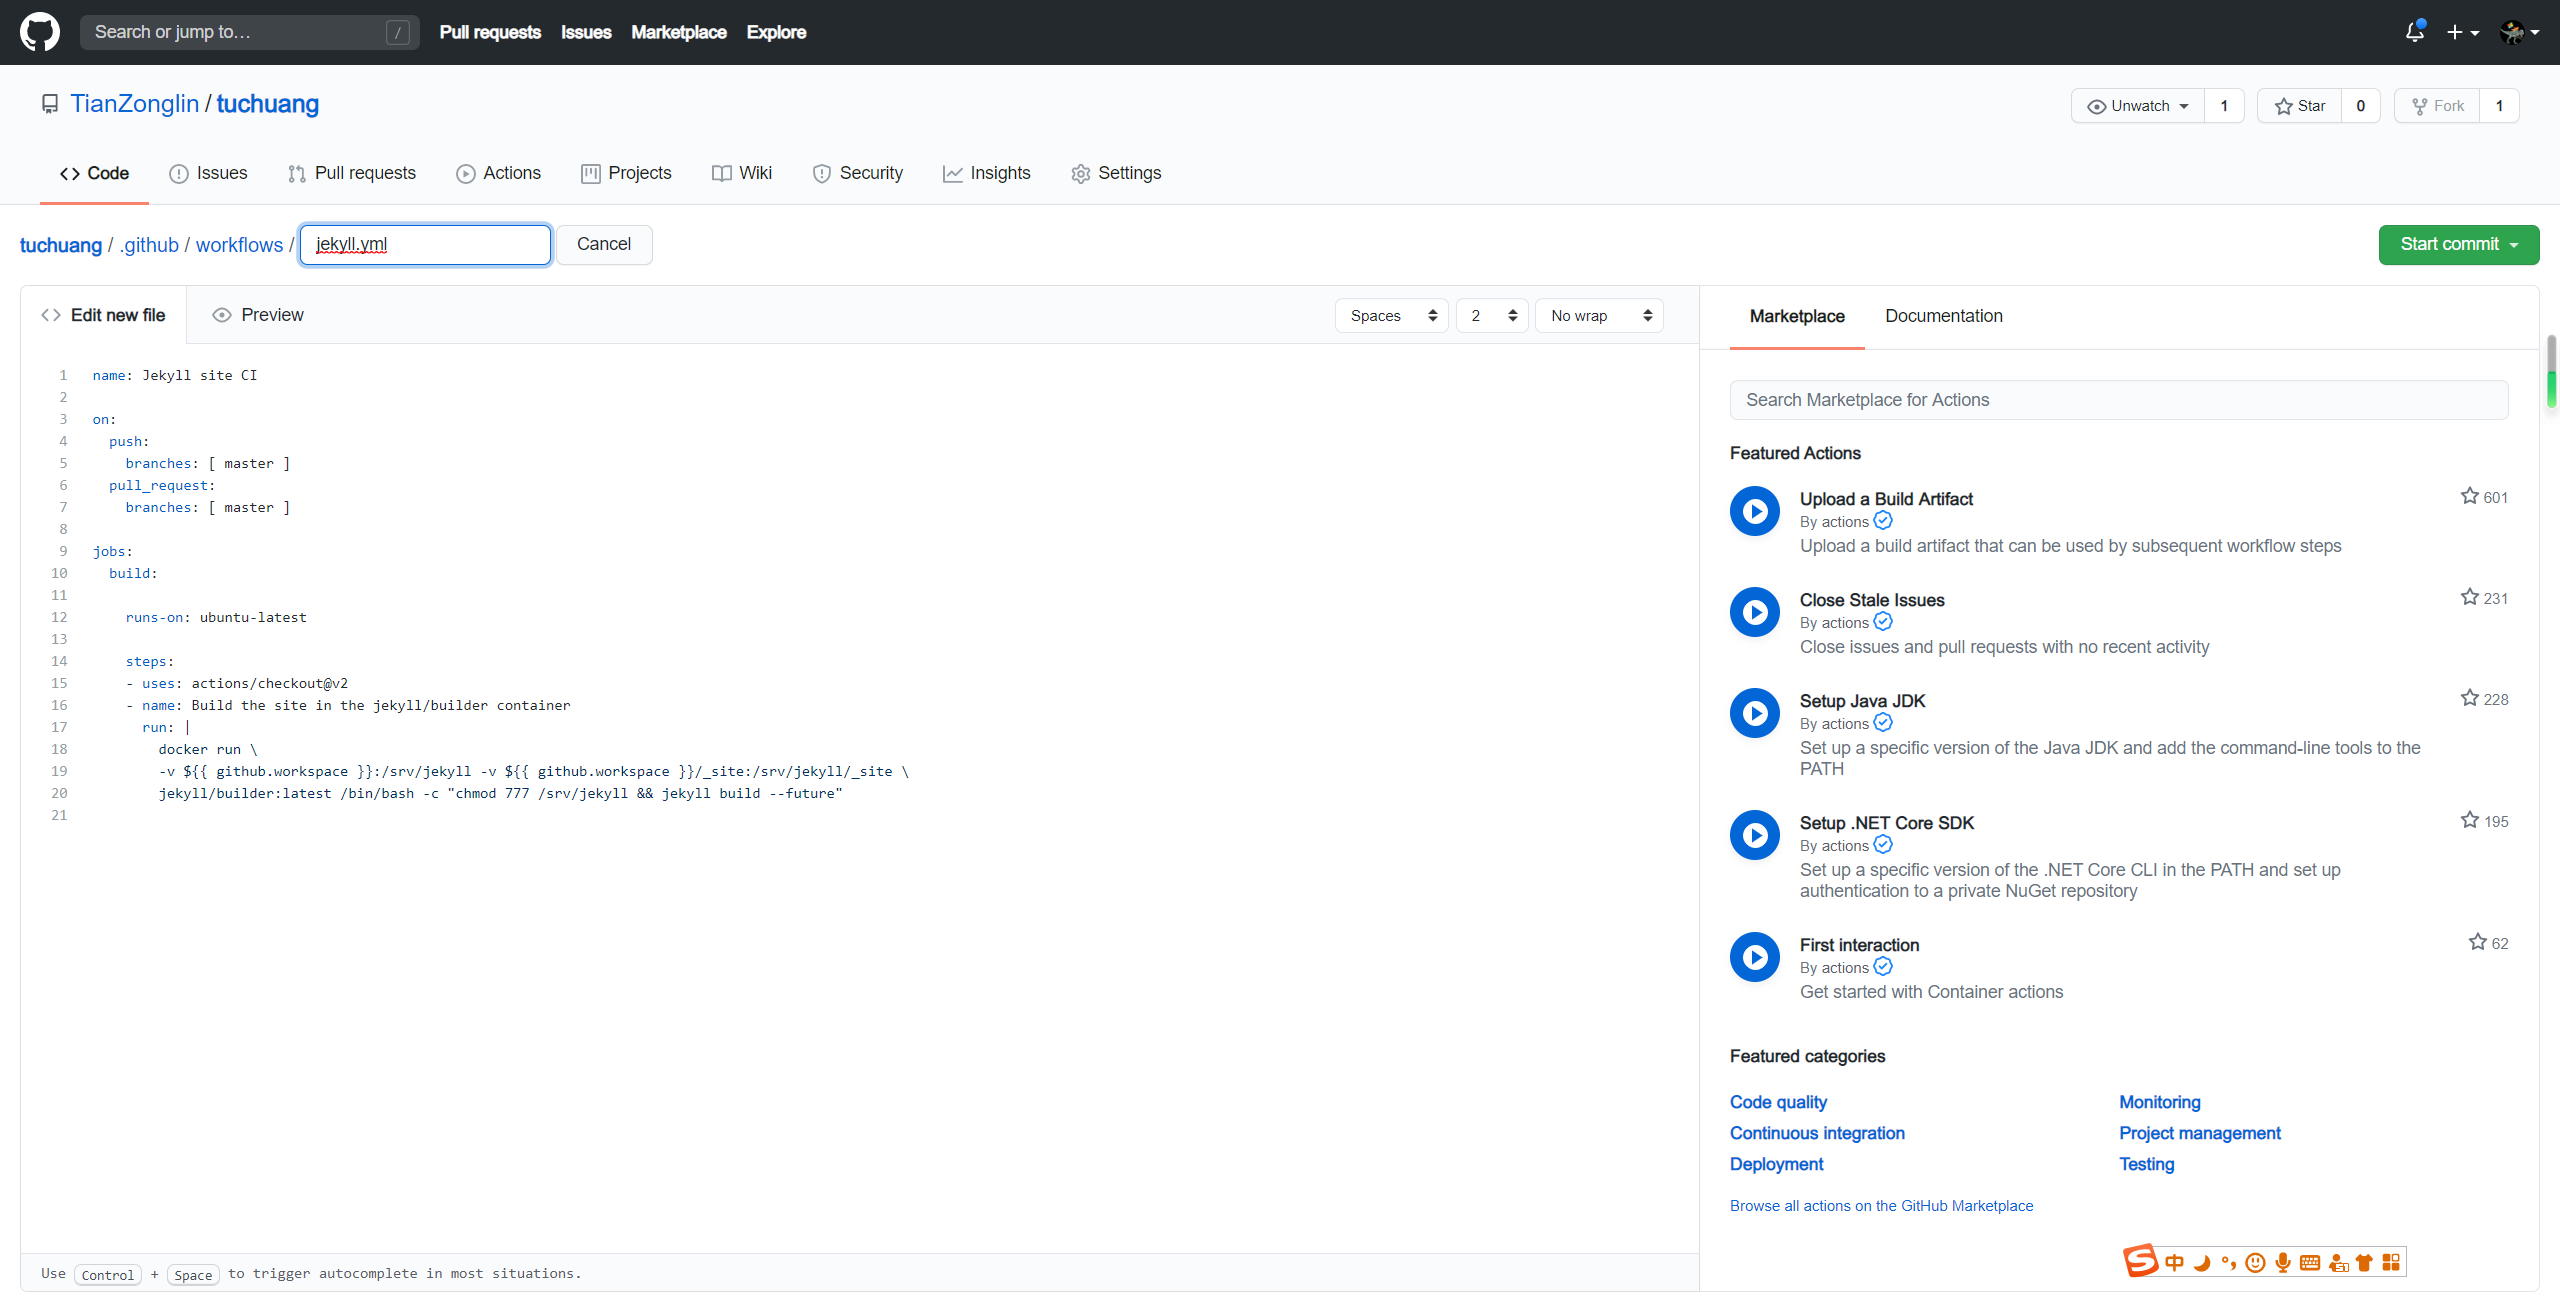 Search or jump to… /
Pull requests Issues Marketplace Explore
TianZonglin / tuchuang
Unwatch 1 Star 0 Fork 1
Code Issues Pull requests Actions Projects Wiki Security Insights Settings
tuchuang / .github / workflows / jekyll.yml Cancel
Start commit
Edit new file Preview
Spaces 2 No wrap
1 name: Jekyll site CI
2
3 on:
4 push:
5 branches: [ master ]
6 pull_request:
7 branches: [ master ]
8
9 jobs:
10 build:
11
12 runs-on: ubuntu-latest
13
14 steps:
15 - uses: actions/checkout@v2
16 - name: Build the site in the jekyll/builder container
17 run: |
18 docker run \
19 -v ${{ github.workspace }}:/srv/jekyll -v ${{ github.workspace }}/_site:/srv/jekyll/_site \
20 jekyll/builder:latest /bin/bash -c "chmod 777 /srv/jekyll && jekyll build --future"
21
Use Control + Space to trigger autocomplete in most situations.
Marketplace Documentation
Search Marketplace for Actions
Featured Actions
Upload a Build Artifact 601
By actions
Upload a build artifact that can be used by subsequent workflow steps
Close Stale Issues 231
By actions
Close issues and pull requests with no recent activity
Setup Java JDK 228
By actions
Set up a specific version of the Java JDK and add the command-line tools to the
PATH
Setup .NET Core SDK 195
By actions
Set up a specific version of the .NET Core CLI in the PATH and set up
authentication to a private NuGet repository
First interaction 62
By actions
Get started with Container actions
Featured categories
Code quality Monitoring
Continuous integration Project management
Deployment Testing
Browse all actions on the GitHub Marketplace
S 中